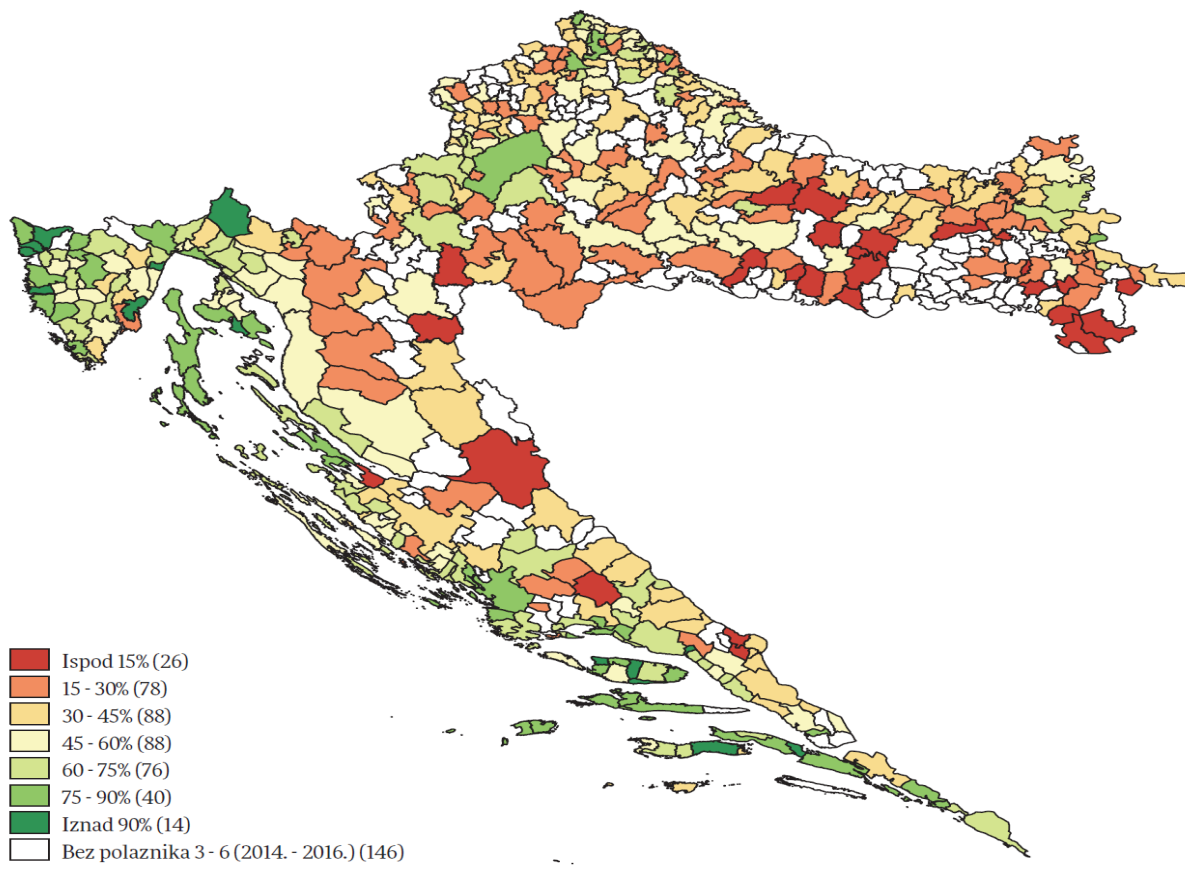 Ispod 15% (26)
15 - 30% (78)
30 - 45% (88)
45 - 60% (88)
60 - 75% (76)
75 - 90% (40)
Iznad 90% (14)
Bez polaznika 3 - 6 (2014. - 2016.) (146)